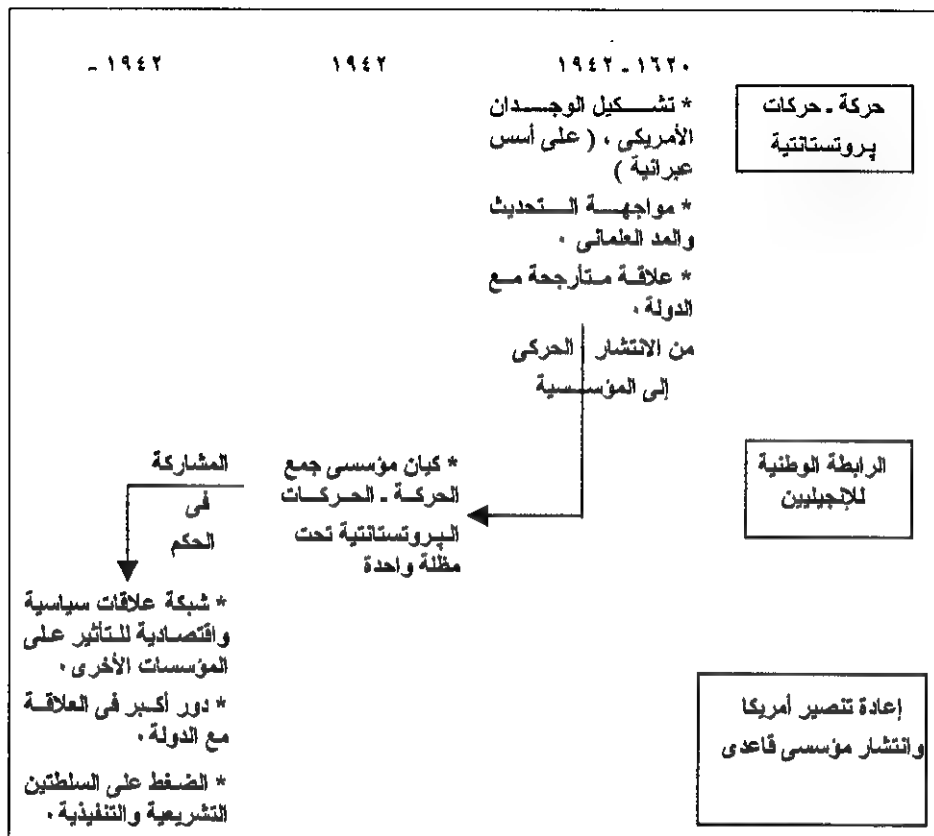 ١٦٢٠ ـ ١٩٤٢
١٩٤٢
١٩٤٢ ـ
حركة ـ حركات
پروتستانتية
* تشكيل الوجدان
الأمريكى ، ( على أسس
عبرانية )
* مواجهة التحديث
والمد العلمانى .
* علاقة متأرجحة مع
الدولة .
من الانتشار الحركى
إلى المؤسسية
الرابطة الوطنية
للإنجيليين
* كيان مؤسسى جمع
الحركة ـ الحركات
الپروتستانتية تحت
مظلة واحدة
المشاركة
فى
الحكم
* شبكة علاقات سياسية
واقتصادية للتأثير على
المؤسسات الأخرى .
* دور أكبر فى العلاقة
مع الدولة .
* الضغط على السلطتين
التشريعية والتنفيذية .
إعادة تنصير أمريكا
وانتشار مؤسسى قاعدى